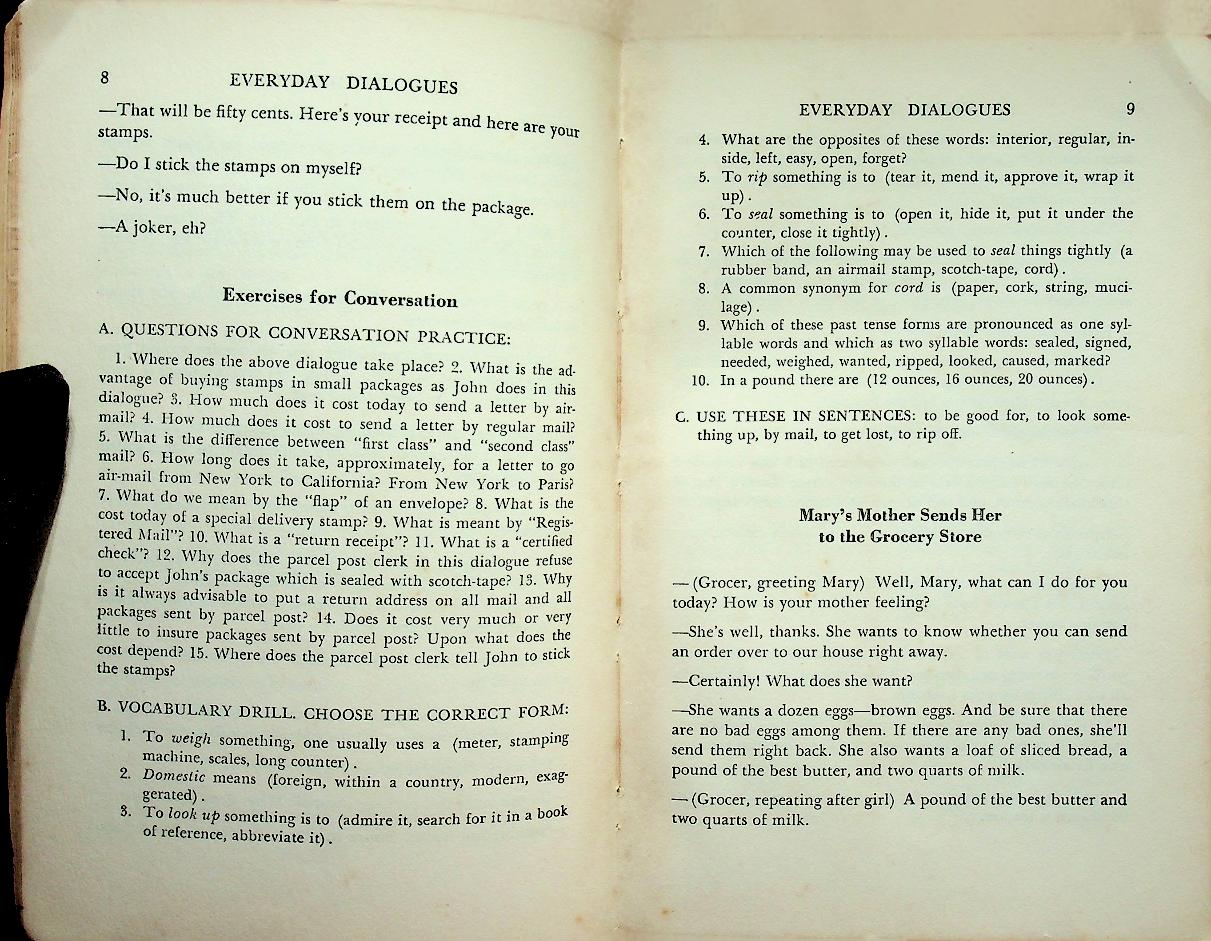 8
EVERYDAY DIALOGUES
—That will be fifty cents. Here's your receipt and here are your
stamps.
—Do I stick the stamps on myself?
—No, it's much better if you stick them on the package.
—A joker, eh?
Exercises for Conversation
A. QUESTIONS FOR CONVERSATION PRACTICE:
1. Where does the above dialogue take place? 2. What is the ad-
vantage of buying stamps in small packages as John does in this
dialogue? 3. How much does it cost today to send a letter by air-
mail? 4. How much does it cost to send a letter by regular mail?
5. What is the difference between "first class" and "second class"
mail? 6. How long does it take, approximately, for a letter to go
air-mail from New York to California? From New York to Paris?
7. What do we mean by the "flap" of an envelope? 8. What is the
cost today of a special delivery stamp? 9. What is meant by "Regis-
tered Mail"? 10. What is a "return receipt"? 11. What is a "certified
check"? 12. Why does the parcel post clerk in this dialogue refuse
to accept John's package which is sealed with scotch-tape? 13. Why
is it always advisable to put a return address on all mail and all
packages sent by parcel post? 14. Does it cost very much or very
little to insure packages sent by parcel post? Upon what does the
cost depend? 15. Where does the parcel post clerk tell John to stick
the stamps?
B. VOCABULARY DRILL. CHOOSE THE CORRECT FORM:
1. To weigh something, one usually uses a (meter, stamping
machine, scales, long counter).
2. Domestic means (foreign, within a country, modern, exag-
gerated).
3. To look up something is to (admire it, search for it in a book
of reference, abbreviate it).
EVERYDAY DIALOGUES
9
4. What are the opposites of these words: interior, regular, in-
side, left, easy, open, forget?
5. To rip something is to (tear it, mend it, approve it, wrap it
up).
6. To seal something is to (open it, hide it, put it under the
counter, close it tightly).
7. Which of the following may be used to seal things tightly (a
rubber band, an airmail stamp, scotch-tape, cord).
8. A common synonym for cord is (paper, cork, string, muci-
lage).
9. Which of these past tense forms are pronounced as one syl-
lable words and which as two syllable words: sealed, signed,
needed, weighed, wanted, ripped, looked, caused, marked?
10. In a pound there are (12 ounces, 16 ounces, 20 ounces).
C. USE THESE IN SENTENCES: to be good for, to look some-
thing up, by mail, to get lost, to rip off.
Mary's Mother Sends Her
to the Grocery Store
—(Grocer, greeting Mary) Well, Mary, what can I do for you
today? How is your mother feeling?
—She's well, thanks. She wants to know whether you can send
an order over to our house right away.
—Certainly! What does she want?
—She wants a dozen eggs—brown eggs. And be sure that there
are no bad eggs among them. If there are any bad ones, she'll
send them right back. She also wants a loaf of sliced bread, a
pound of the best butter, and two quarts of milk.
—(Grocer, repeating after girl) A pound of the best butter and
two quarts of milk.